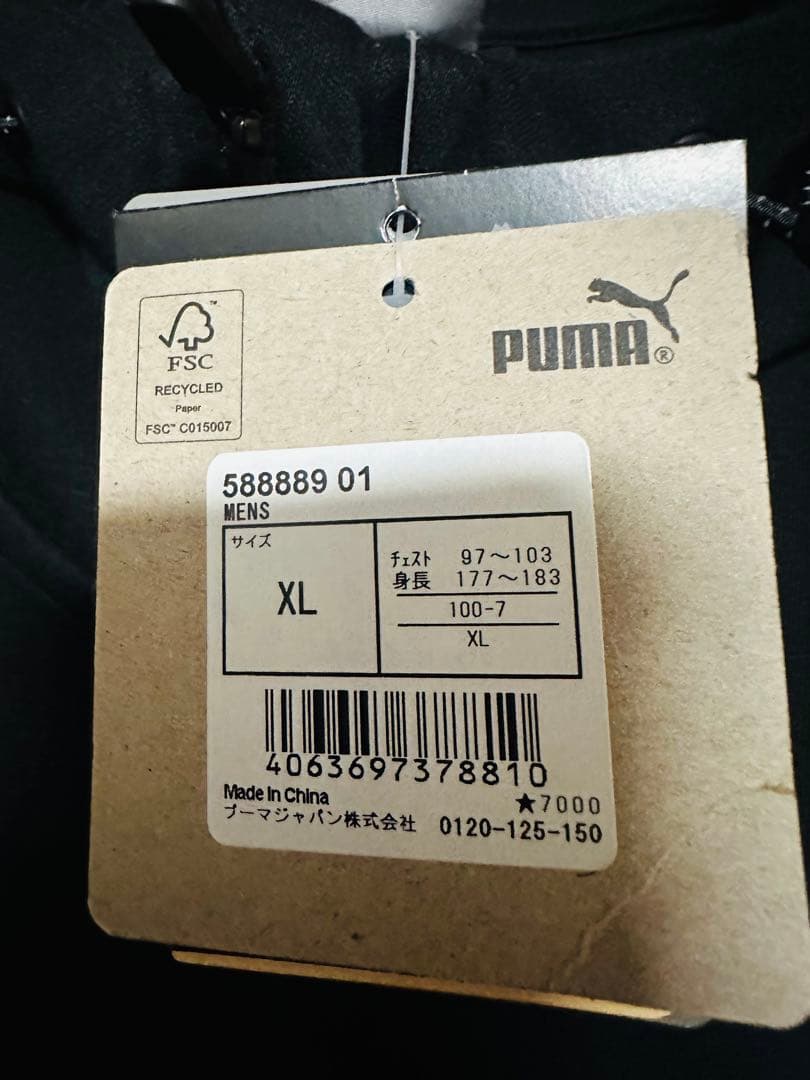 FSC
RECYCLED
Paper
FSC™ C015007
PUMA®
588889 01
MENS
サイズ
XL
チェスト 97～103
身長 177～183
100-7
XL
4063697378810
Made In China
★7000
プーマジャパン株式会社 0120-125-150